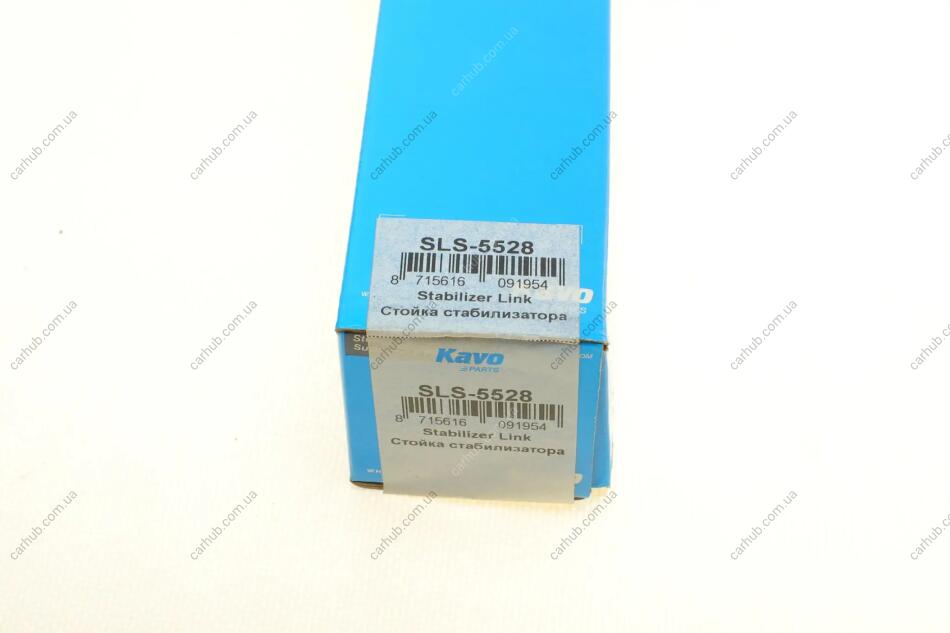 SLS-5528
8 715616 091954
Stabilizer Link
Стойка стабилизатора
Kavo
PARTS
SLS-5528
8 715616 091954
Stabilizer Link
Стойка стабилизатора
carhub.com.ua